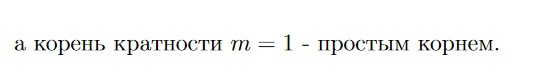 а корень кратности m = 1 - простым корнем.